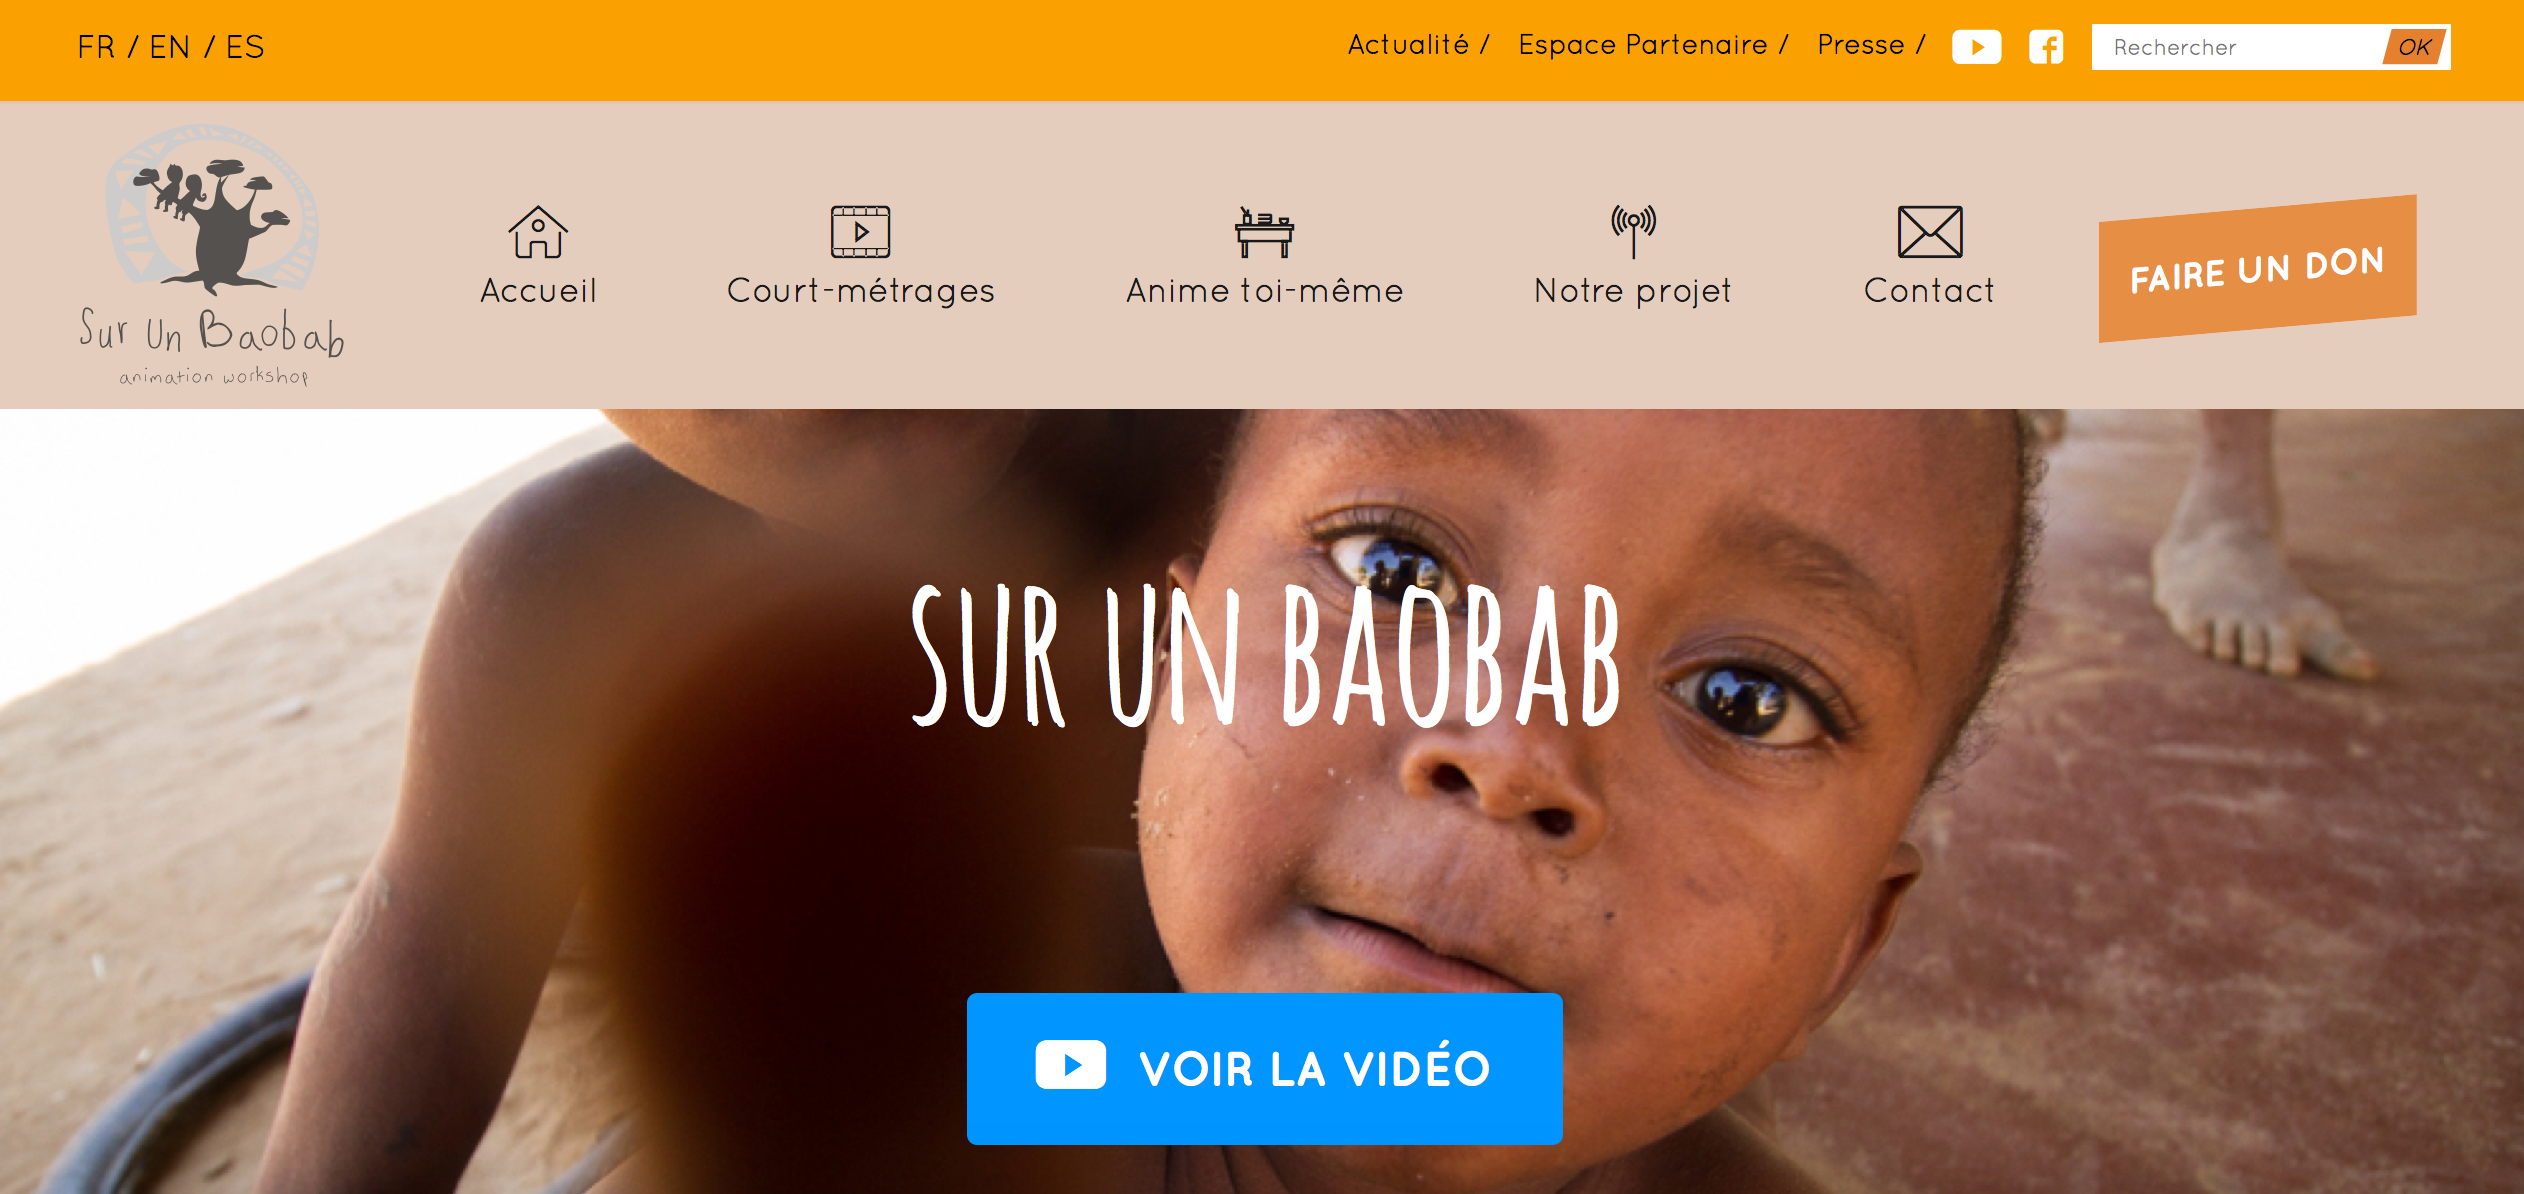 FR / EN / ES
Actualité / Espace Partenaire / Presse / Rechercher OK
Sur Un Baobab
animation workshop
Accueil Court-métrages Anime toi-même Notre projet Contact
FAIRE UN DON
SUR UN BAOBAB
VOIR LA VIDÉO